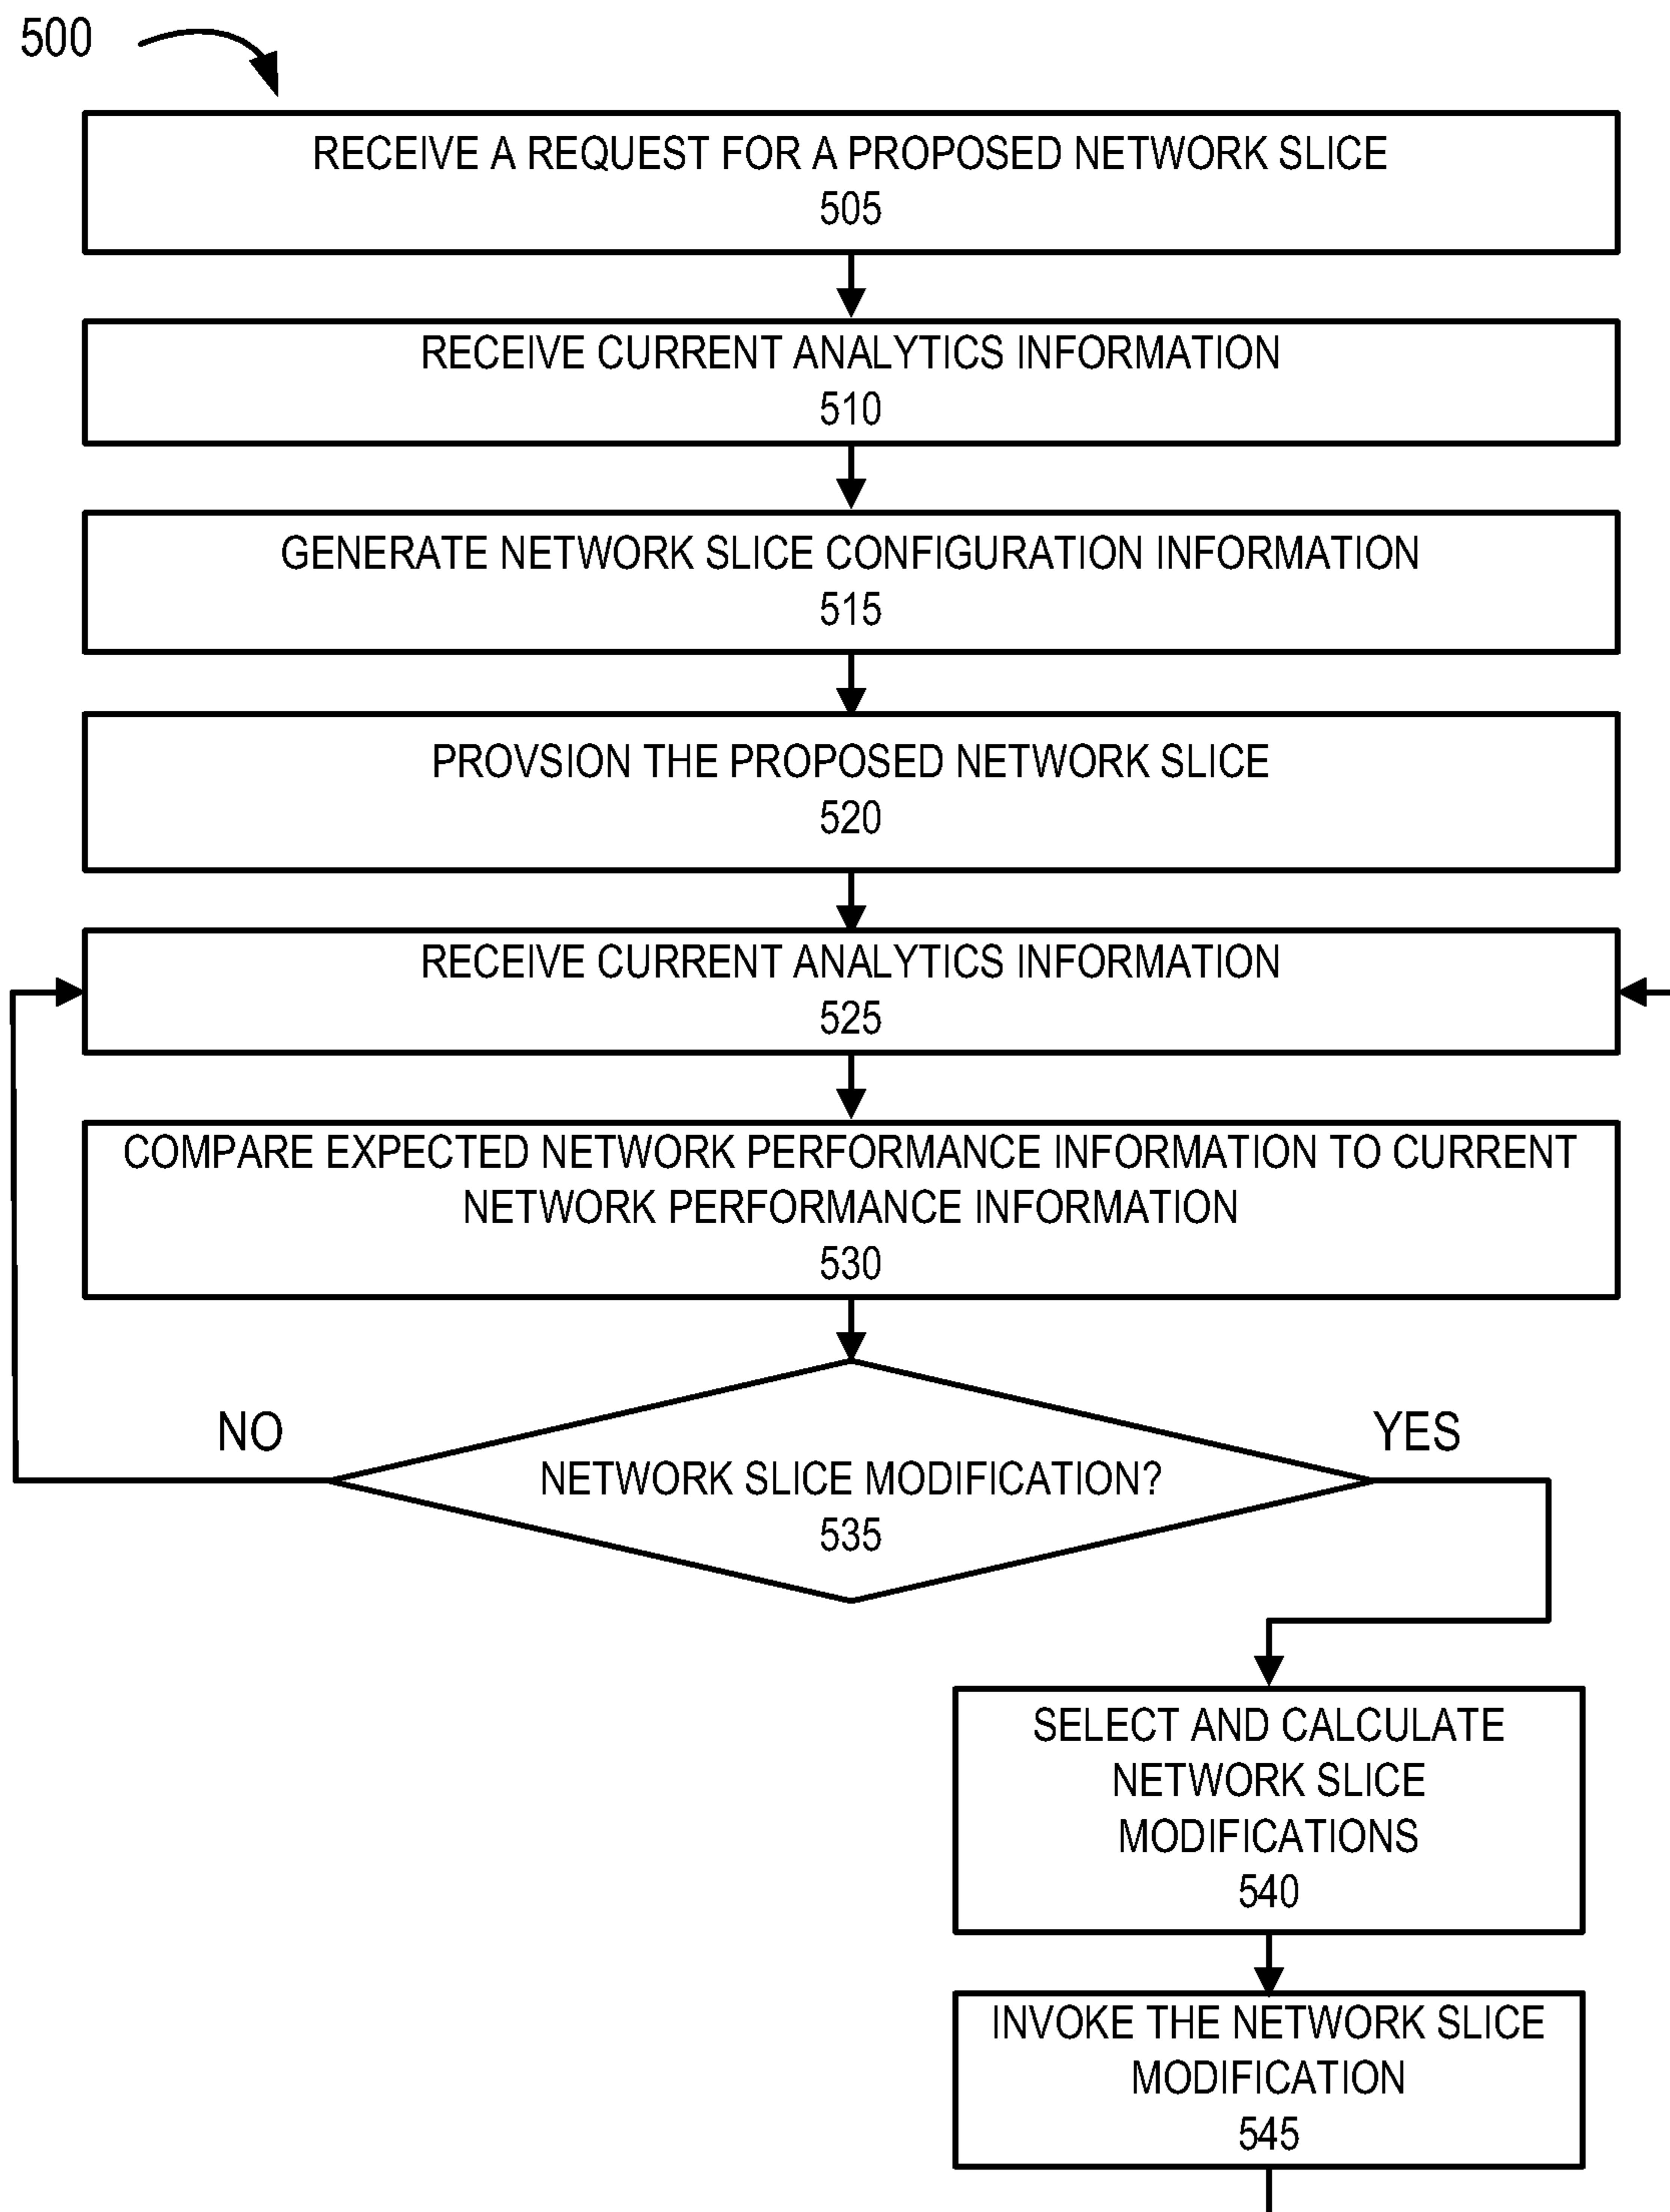 500
RECEIVE A REQUEST FOR A PROPOSED NETWORK SLICE
505
RECEIVE CURRENT ANALYTICS INFORMATION
510
GENERATE NETWORK SLICE CONFIGURATION INFORMATION
515
PROVSION THE PROPOSED NETWORK SLICE
520
RECEIVE CURRENT ANALYTICS INFORMATION
525
COMPARE EXPECTED NETWORK PERFORMANCE INFORMATION TO CURRENT
NETWORK PERFORMANCE INFORMATION
530
NO
YES
NETWORK SLICE MODIFICATION?
535
SELECT AND CALCULATE
NETWORK SLICE
MODIFICATIONS
540
INVOKE THE NETWORK SLICE
MODIFICATION
545